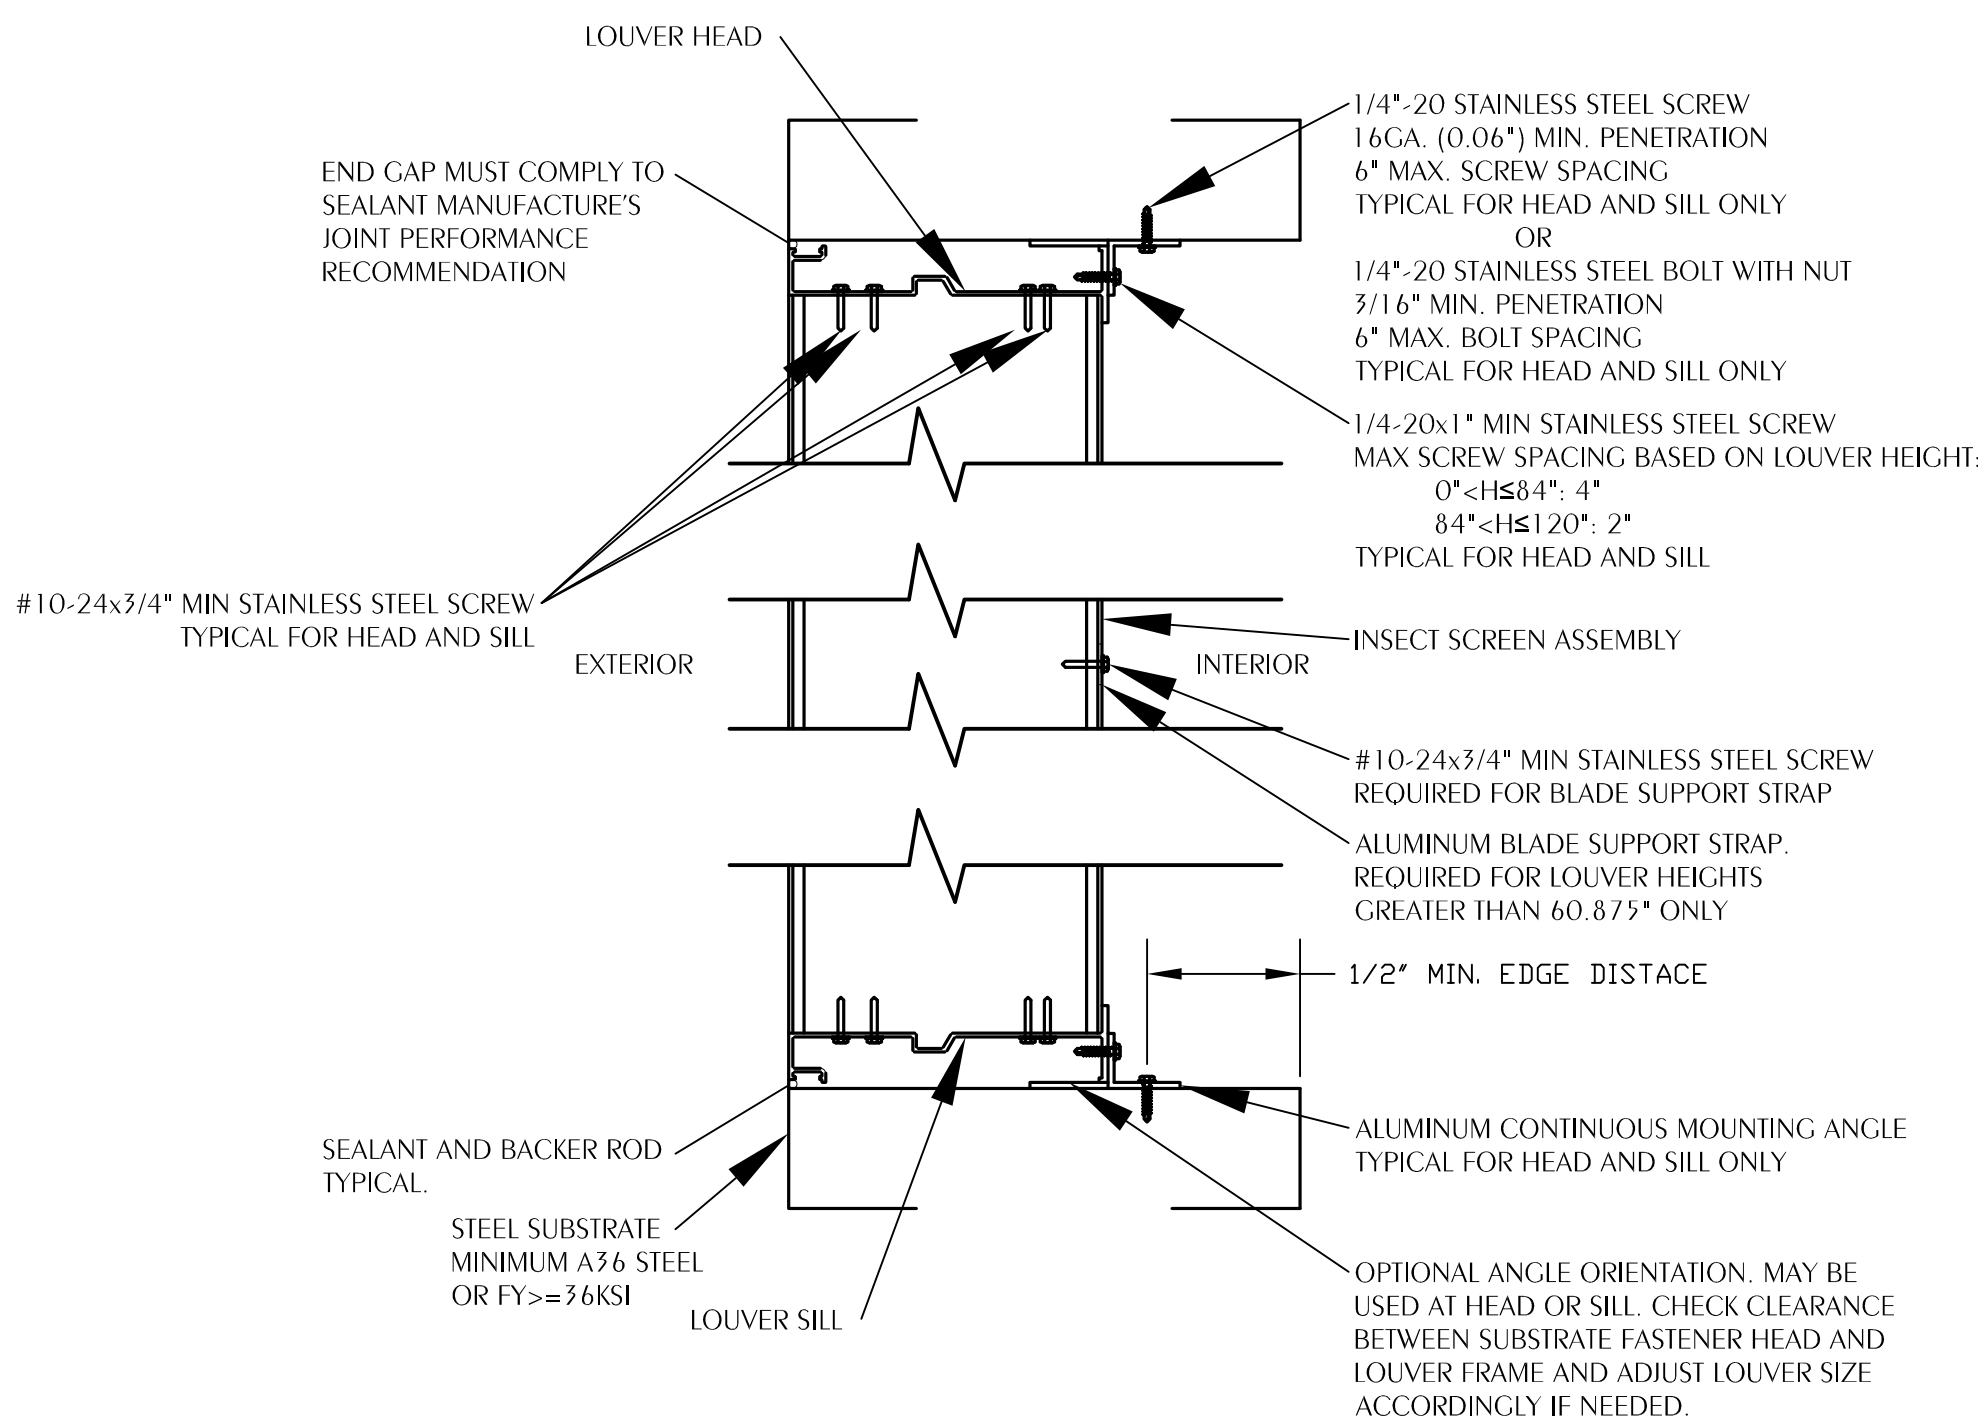 LOUVER HEAD
1/4"-20 STAINLESS STEEL SCREW
16GA. (0.06") MIN. PENETRATION
6" MAX. SCREW SPACING
TYPICAL FOR HEAD AND SILL ONLY
OR
1/4"-20 STAINLESS STEEL BOLT WITH NUT
3/16" MIN. PENETRATION
6" MAX. BOLT SPACING
TYPICAL FOR HEAD AND SILL ONLY
END GAP MUST COMPLY TO
SEALANT MANUFACTURE'S
JOINT PERFORMANCE
RECOMMENDATION
1/4-20x1" MIN STAINLESS STEEL SCREW
MAX SCREW SPACING BASED ON LOUVER HEIGHT:
0"<H≤84": 4"
84"<H≤120": 2"
TYPICAL FOR HEAD AND SILL
#10-24x3/4" MIN STAINLESS STEEL SCREW
TYPICAL FOR HEAD AND SILL
EXTERIOR
INTERIOR
INSECT SCREEN ASSEMBLY
#10-24x3/4" MIN STAINLESS STEEL SCREW
REQUIRED FOR BLADE SUPPORT STRAP
ALUMINUM BLADE SUPPORT STRAP.
REQUIRED FOR LOUVER HEIGHTS
GREATER THAN 60.875" ONLY
1/2" MIN. EDGE DISTACE
SEALANT AND BACKER ROD
TYPICAL.
ALUMINUM CONTINUOUS MOUNTING ANGLE
TYPICAL FOR HEAD AND SILL ONLY
STEEL SUBSTRATE
MINIMUM A36 STEEL
OR FY>=36KSI
LOUVER SILL
OPTIONAL ANGLE ORIENTATION. MAY BE
USED AT HEAD OR SILL. CHECK CLEARANCE
BETWEEN SUBSTRATE FASTENER HEAD AND
LOUVER FRAME AND ADJUST LOUVER SIZE
ACCORDINGLY IF NEEDED.